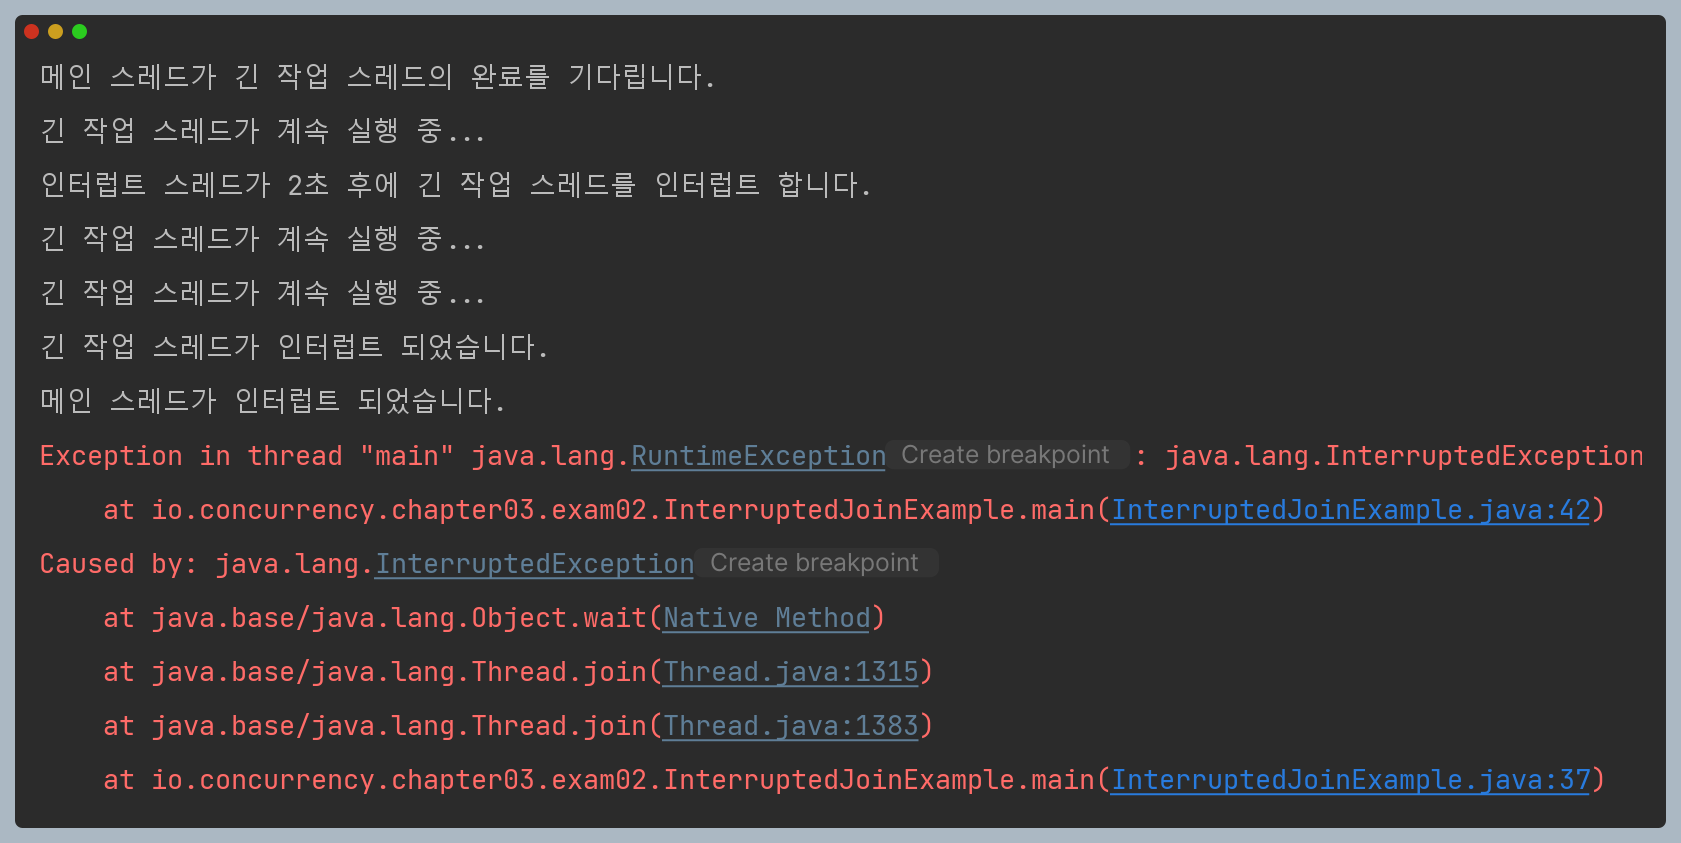 메인 스레드가 긴 작업 스레드의 완료를 기다립니다.
긴 작업 스레드가 계속 실행 중...
인터럽트 스레드가 2초 후에 긴 작업 스레드를 인터럽트 합니다.
긴 작업 스레드가 계속 실행 중...
긴 작업 스레드가 계속 실행 중...
긴 작업 스레드가 인터럽트 되었습니다.
메인 스레드가 인터럽트 되었습니다.
Exception in thread "main" java.lang.RuntimeException Create breakpoint : java.lang.InterruptedException
    at io.concurrency.chapter03.exam02.InterruptedJoinExample.main(InterruptedJoinExample.java:42)
Caused by: java.lang.InterruptedException Create breakpoint
    at java.base/java.lang.Object.wait(Native Method)
    at java.base/java.lang.Thread.join(Thread.java:1315)
    at java.base/java.lang.Thread.join(Thread.java:1383)
    at io.concurrency.chapter03.exam02.InterruptedJoinExample.main(InterruptedJoinExample.java:37)